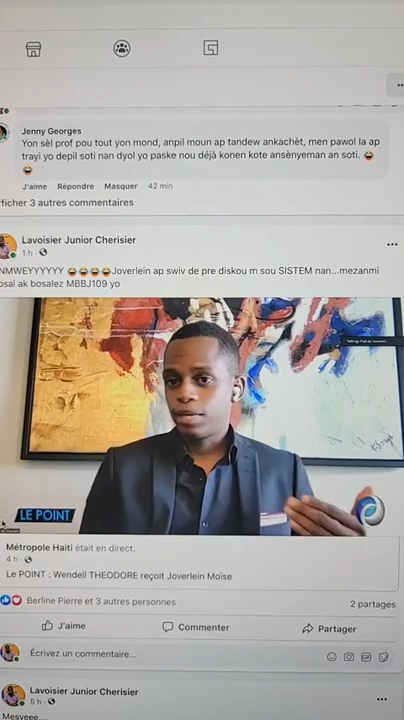 Jenny Georges
Yon sèl prof pou tout yon mond, anpil moun ap tandew ankachèt, men pawol la ap
trayi yo depil soti nan dyol yo paske nou déjà konen kote ansènyeman an soti.
J'aime Répondre Masquer 42 min
fficher 3 autres commentaires
Lavoisier Junior Cherisier
1 h
NMWEYYYYYY Joverlein ap swiv de pre diskou m sou SISTEM nan...mezanmi
osal ak bosalez MBBJ109 yo
LE POINT
Métropole Haiti était en direct.
4 h
Le POINT : Wendell THEODORE reçoit Joverlein Moïse
Berline Pierre et 3 autres personnes
2 partages
J'aime
Commenter
Partager
Écrivez un commentaire...
GIF
Lavoisier Junior Cherisier
5 h
Mesyeee....